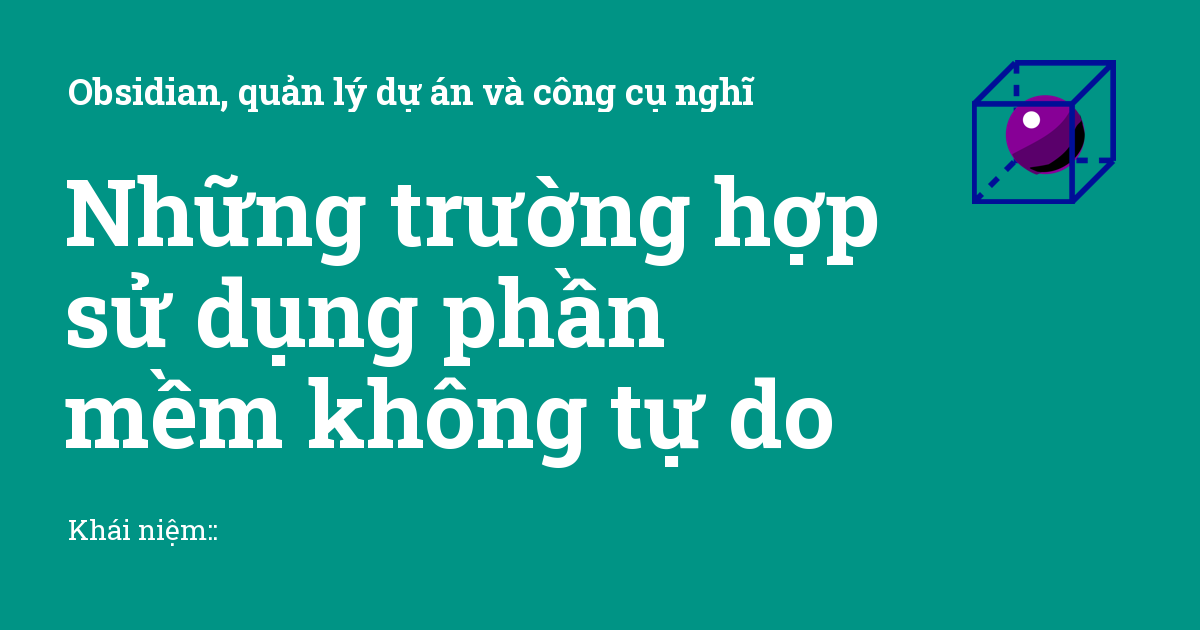 Obsidian, quản lý dự án và công cụ nghĩ
Những trường hợp
sử dụng phần
mềm không tự do
Khái niệm::